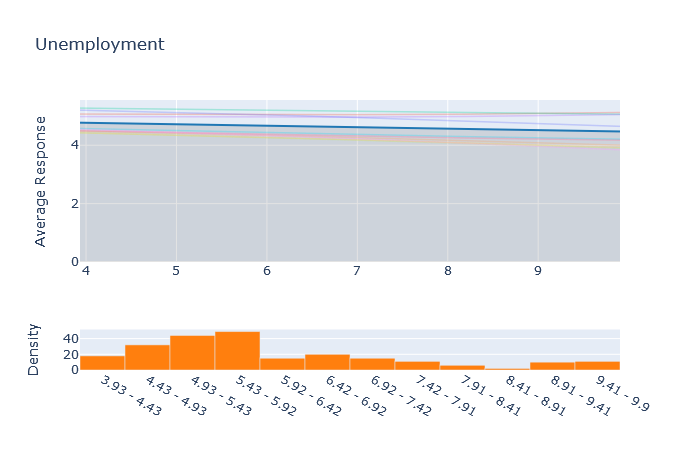 Unemployment
Average Response
4
2
0
4 5 6 7 8 9
Density
40
20
0
3.93 - 4.43
4.43 - 4.93
4.93 - 5.43
5.43 - 5.92
5.92 - 6.42
6.42 - 6.92
6.92 - 7.42
7.42 - 7.91
7.91 - 8.41
8.41 - 8.91
8.91 - 9.41
9.41 - 9.9